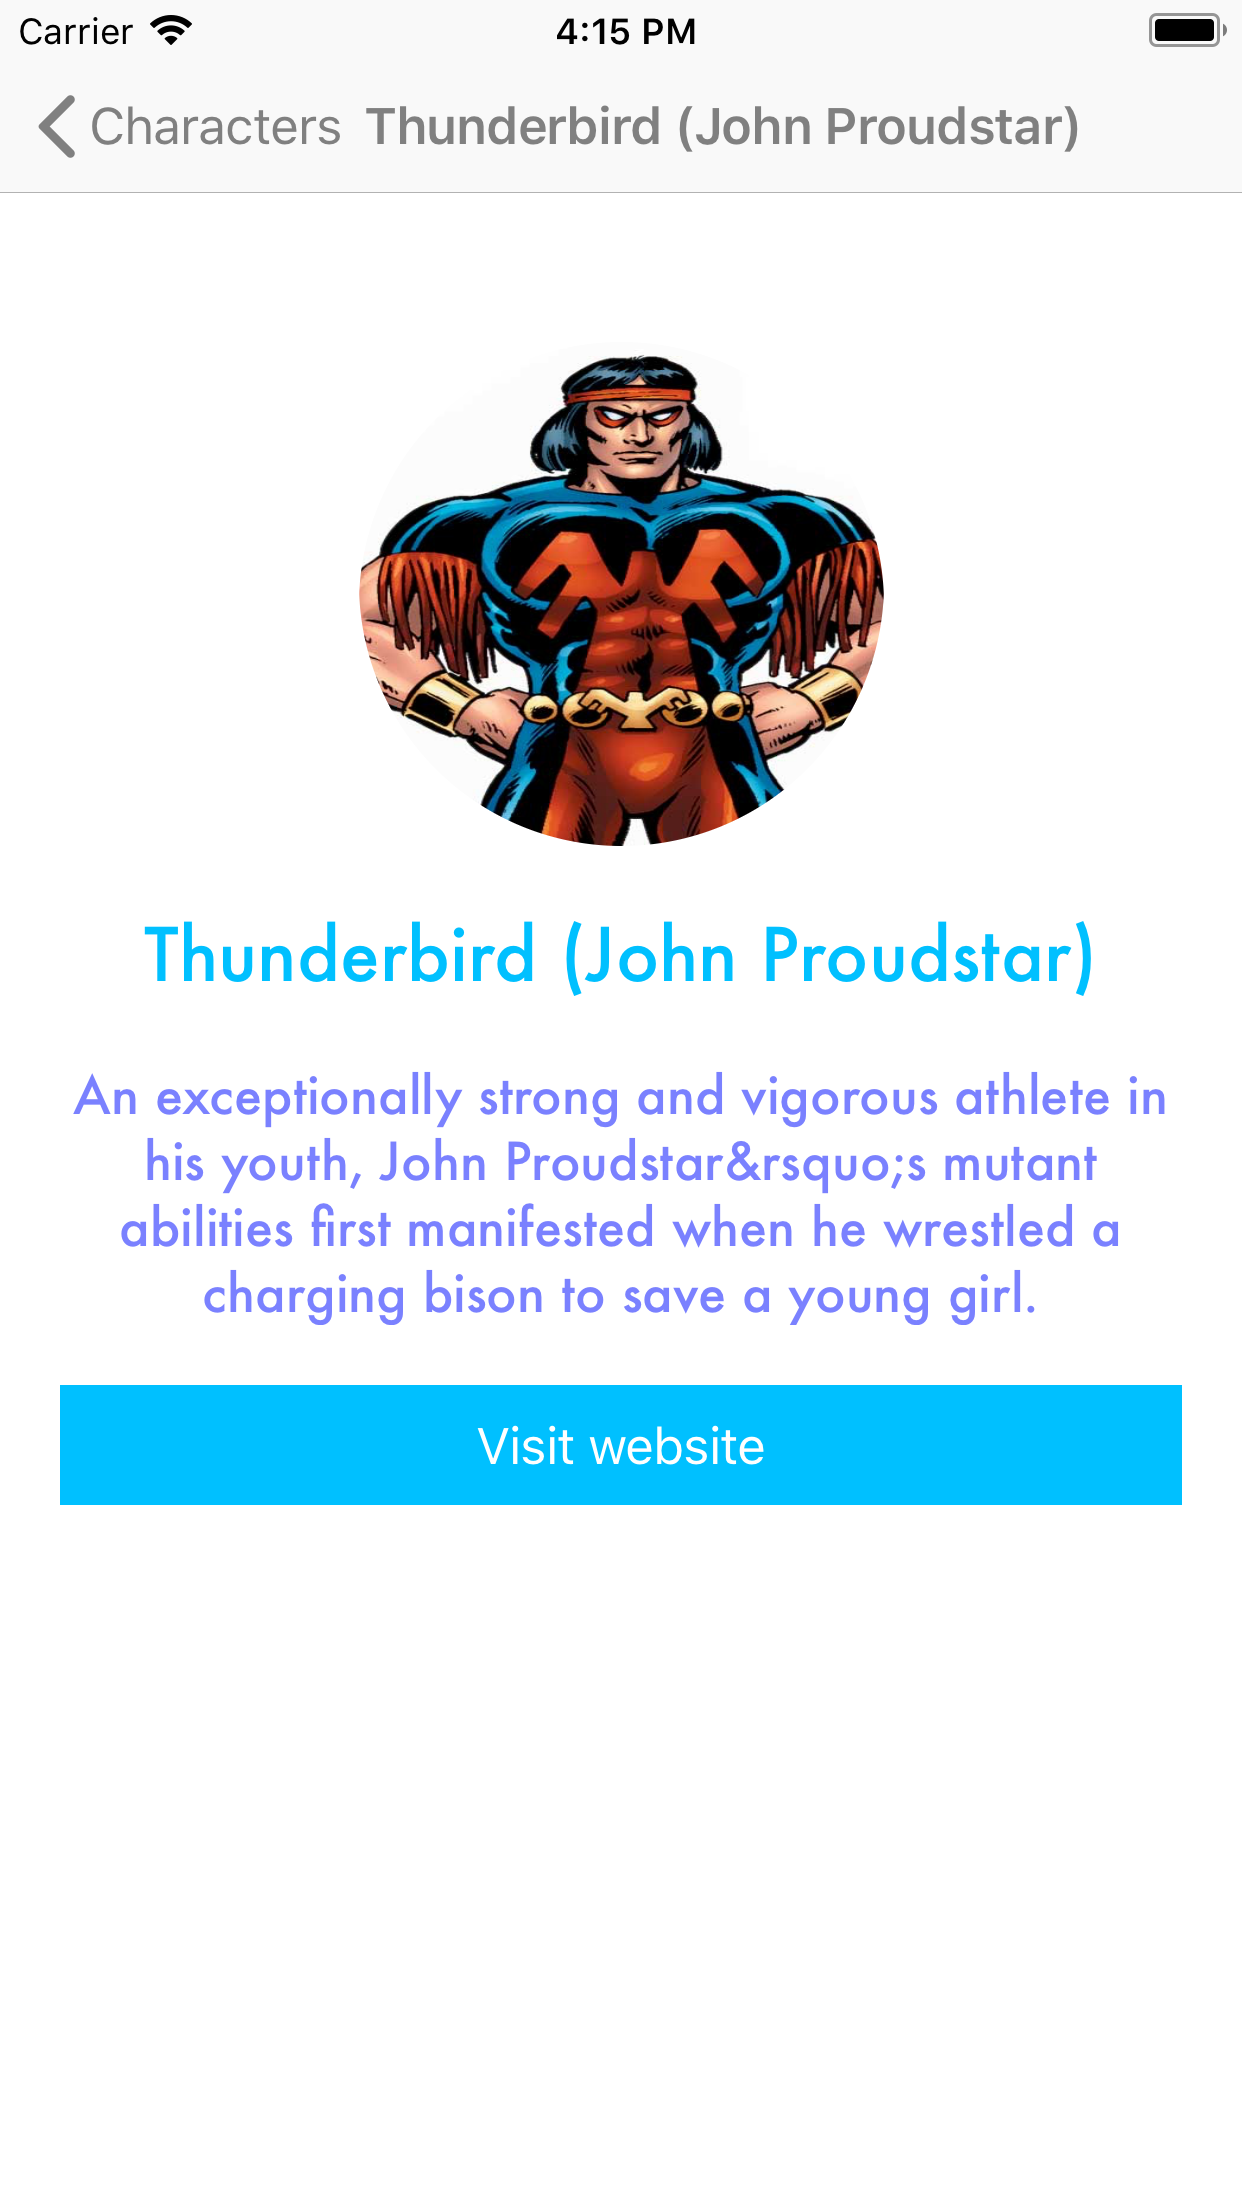 Carrier 4:15 PM
Characters Thunderbird (John Proudstar)
Thunderbird (John Proudstar)
An exceptionally strong and vigorous athlete in
his youth, John Proudstar&rsquo;s mutant
abilities first manifested when he wrestled a
charging bison to save a young girl.
Visit website